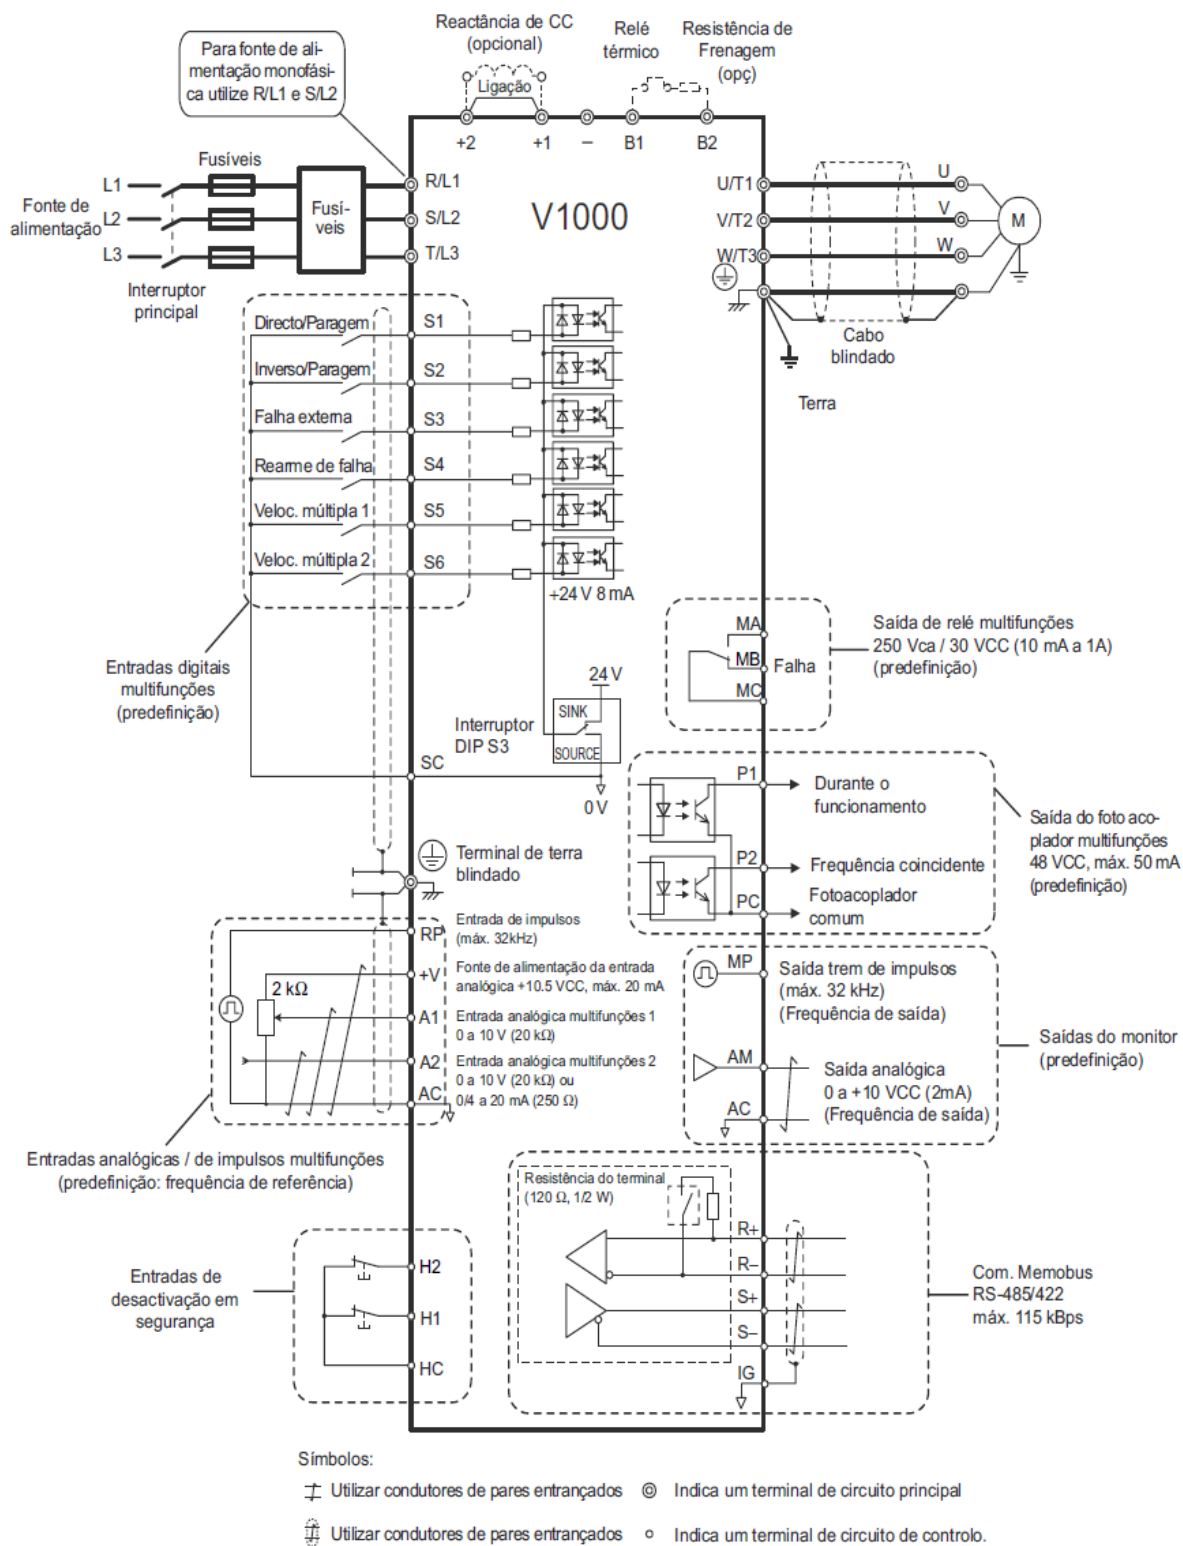 Reactância de CC
(opcional)
Relé
térmico
Resistência de
Frenagem
(opç)
Para fonte de ali-
mentação monofási-
ca utilize R/L1 e S/L2
Ligação
+2
+1
–
B1
B2
Fusíveis
L1
Fonte de
alimentação
L2
L3
Fusí-
veis
R/L1
S/L2
T/L3
V1000
U/T1
V/T2
W/T3
U
V
W
M
Interruptor
principal
Cabo
blindado
Terra
Directo/Paragem
S1
Inverso/Paragem
S2
Falha externa
S3
Rearme de falha
S4
Veloc. múltipla 1
S5
Veloc. múltipla 2
S6
+24 V 8 mA
Entradas digitais
multifunções
(predefinição)
MA
MB
MC
Falha
Saída de relé multifunções
250 Vca / 30 VCC (10 mA a 1A)
(predefinição)
24 V
SINK
SOURCE
Interruptor
DIP S3
SC
0 V
P1
Durante o
funcionamento
P2
Frequência coincidente
PC
Fotoacoplador
comum
Saída do foto aco-
plador multifunções
48 VCC, máx. 50 mA
(predefinição)
Terminal de terra
blindado
RP
Entrada de impulsos
(máx. 32kHz)
+V
Fonte de alimentação da entrada
analógica +10.5 VCC, máx. 20 mA
2 kΩ
A1
Entrada analógica multifunções 1
0 a 10 V (20 kΩ)
A2
Entrada analógica multifunções 2
0 a 10 V (20 kΩ) ou
0/4 a 20 mA (250 Ω)
AC
Entradas analógicas / de impulsos multifunções
(predefinição: frequência de referência)
MP
Saída trem de impulsos
(máx. 32 kHz)
(Frequência de saída)
AM
Saída analógica
0 a +10 VCC (2mA)
(Frequência de saída)
AC
Saídas do monitor
(predefinição)
Resistência do terminal
(120 Ω, 1/2 W)
R+
R–
S+
S–
IG
Com. Memobus
RS-485/422
máx. 115 kBps
Entradas de
desactivação em
segurança
H2
H1
HC
Símbolos:
Utilizar condutores de pares entrançados
Indica um terminal de circuito principal
Utilizar condutores de pares entrançados
Indica um terminal de circuito de controlo.